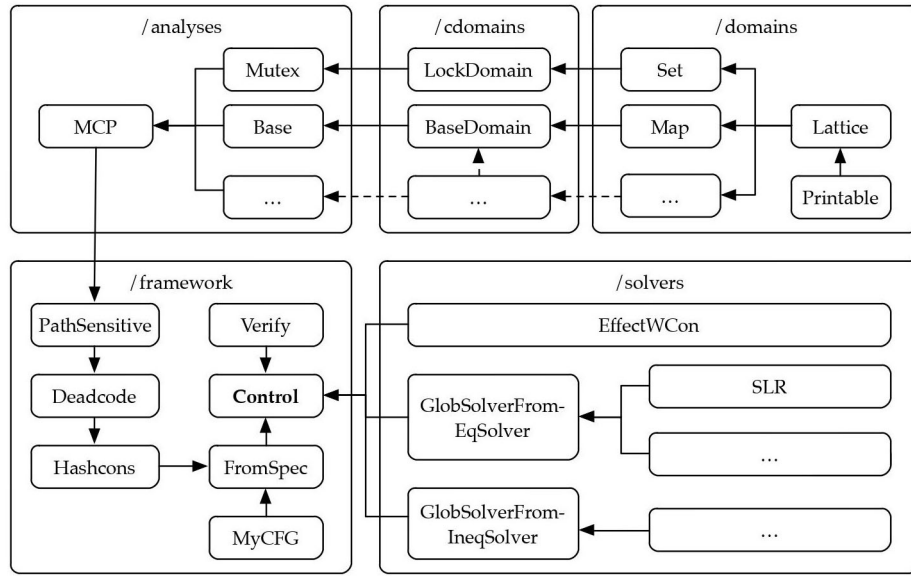 /analyses
/cdomains
/domains
Mutex
LockDomain
Set
MCP
Base
BaseDomain
Map
Lattice
...
...
...
Printable
/framework
/solvers
PathSensitive
Verify
EffectWCon
Deadcode
Control
GlobSolverFrom-
EqSolver
SLR
Hashcons
FromSpec
...
MyCFG
GlobSolverFrom-
IneqSolver
...